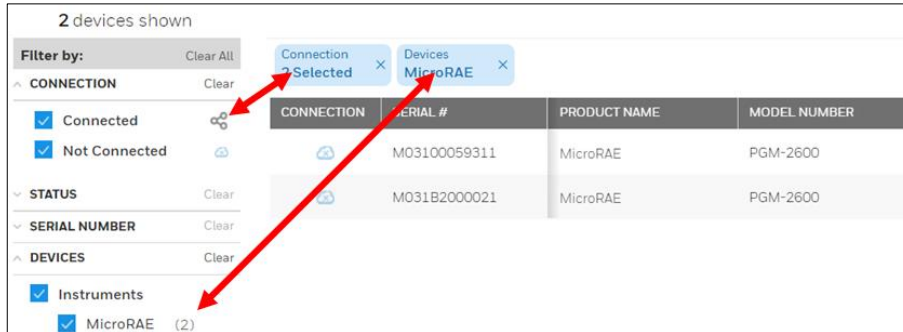 2 devices shown
Filter by:
Clear All
CONNECTION
Clear
Connected
Not Connected
STATUS
Clear
SERIAL NUMBER
Clear
DEVICES
Clear
Instruments
MicroRAE (2)
Connection
2 Selected
×
Devices
MicroRAE
×
CONNECTION SERIAL # PRODUCT NAME MODEL NUMBER
M03100059311 MicroRAE PGM-2600
M031B2000021 MicroRAE PGM-2600